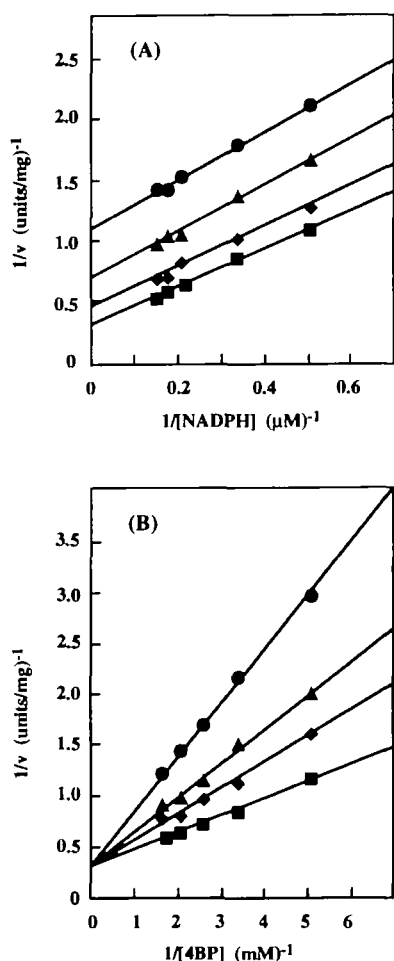 (A)
2.5
2.0
1.5
1.0
0.5
0
1/v (units/mg)⁻¹
0 0.2 0.4 0.6
1/[NADPH] (μM)⁻¹
(B)
3.5
3.0
2.5
2.0
1.5
1.0
0.5
0
1/v (units/mg)⁻¹
0 1 2 3 4 5 6
1/[4BP] (mM)⁻¹